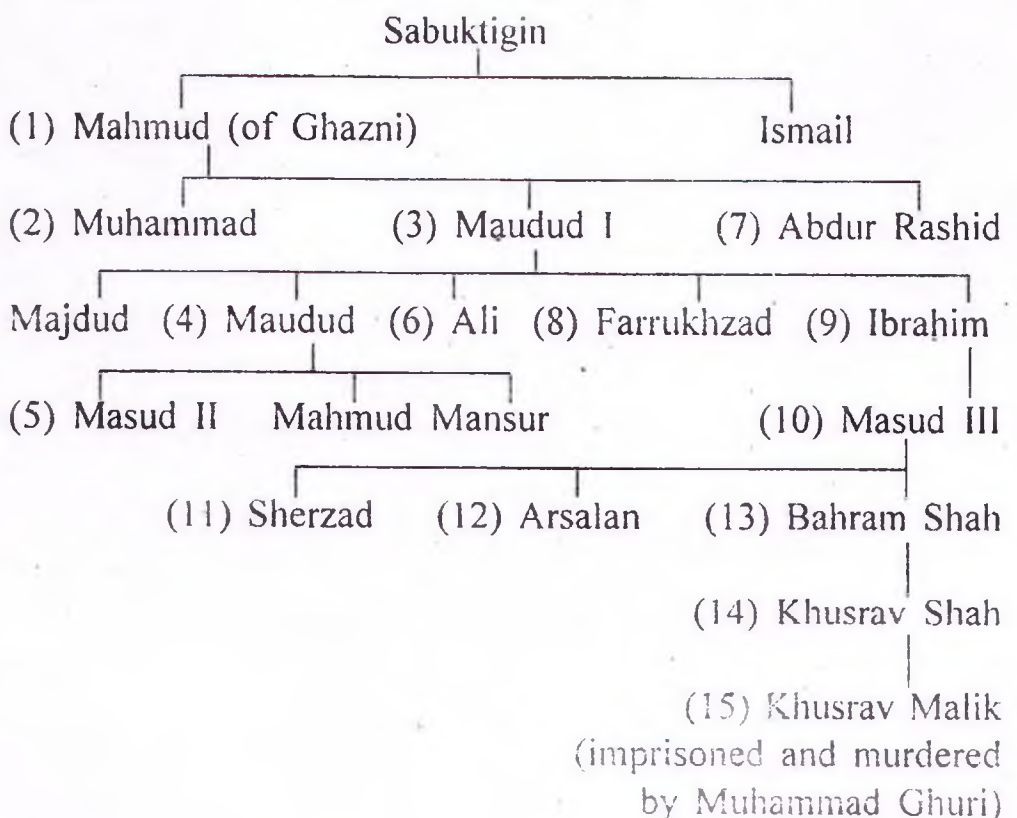 Sabuktigin
(1) Mahmud (of Ghazni) Ismail
(2) Muhammad (3) Maudud I (7) Abdur Rashid
Majdud (4) Maudud (6) Ali (8) Farrukhzad (9) Ibrahim
(5) Masud II Mahmud Mansur (10) Masud III
(11) Sherzad (12) Arsalan (13) Bahram Shah
(14) Khusrav Shah
(15) Khusrav Malik
(imprisoned and murdered
by Muhammad Ghuri)